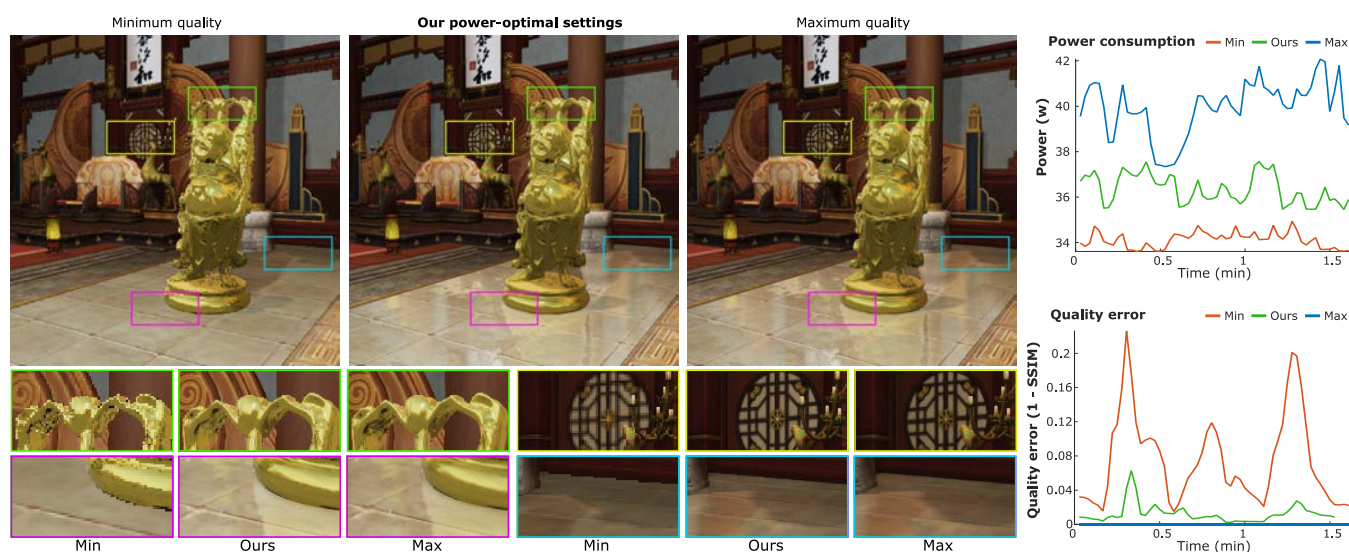 Minimum quality
Our power-optimal settings
Maximum quality
Min
Ours
Max
Min
Ours
Max
Power consumption
Min
Ours
Max
Power (w)
42
40
38
36
34
0
0.5
1
1.5
Time (min)
Quality error
Min
Ours
Max
Quality error (1 - SSIM)
0.2
0.16
0.12
0.08
0.04
0
0.5
1
1.5
Time (min)